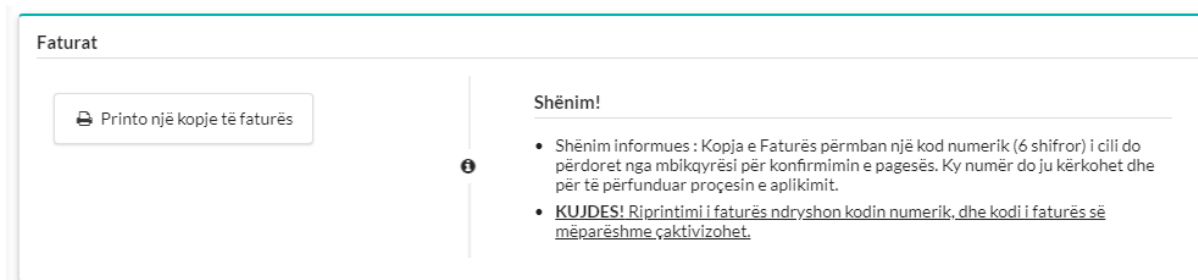 Faturat
Printo një kopje të faturës
Shënim!
• Shënim informues : Kopja e Faturës përmban një kod numerik (6 shifror) i cili do
përdoret nga mbikqyrësi për konfirmimin e pagesës. Ky numër do ju kërkohet dhe
për të përfunduar proçesin e aplikimit.
• KUJDES! Riprintimi i faturës ndryshon kodin numerik, dhe kodi i faturës së
mëparëshme çaktivizohet.